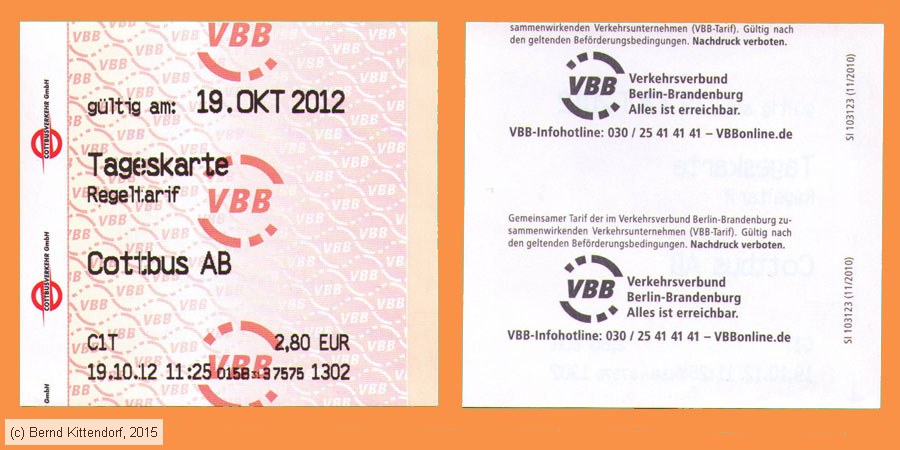 VBB
gültig am: 19.OKT 2012
COTTBUSVERKEHR GmbH
Tageskarte
Regeltarif
VBB
Cottbus AB
COTTBUSVERKEHR GmbH
C1T 2,80 EUR
VBB
19.10.12 11:25 0158 97575 1302
GmbH
sammenwirkenden Verkehrsunternehmen (VBB-Tarif). Gültig nach
den geltenden Beförderungsbedingungen. Nachdruck verboten.
VBB
Verkehrsverbund
Berlin-Brandenburg
Alles ist erreichbar.
VBB-Infohotline: 030 / 25 41 41 41 – VBBonline.de
SI 103123 (11/2010)
Gemeinsamer Tarif der im Verkehrsverbund Berlin-Brandenburg zu-
sammenwirkenden Verkehrsunternehmen (VBB-Tarif). Gültig nach
den geltenden Beförderungsbedingungen. Nachdruck verboten.
VBB
Verkehrsverbund
Berlin-Brandenburg
Alles ist erreichbar.
VBB-Infohotline: 030 / 25 41 41 41 – VBBonline.de
SI 103123 (11/2010)
(c) Bernd Kittendorf, 2015